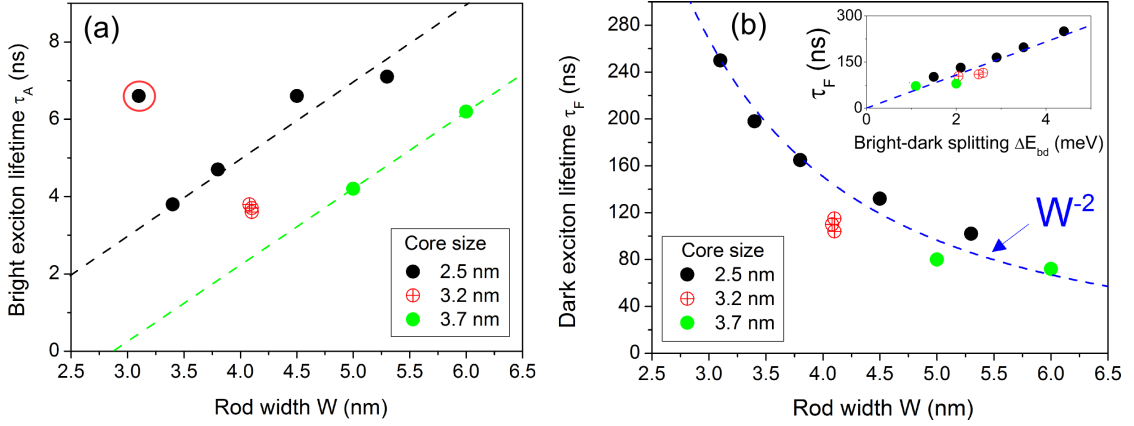 (a)
Bright exciton lifetime τ_A (ns)
8
6
4
2
0
2.5 3.0 3.5 4.0 4.5 5.0 5.5 6.0 6.5
Rod width W (nm)
Core size
2.5 nm
3.2 nm
3.7 nm
(b)
Dark exciton lifetime τ_F (ns)
280
240
200
160
120
80
40
0
2.5 3.0 3.5 4.0 4.5 5.0 5.5 6.0 6.5
Rod width W (nm)
Core size
2.5 nm
3.2 nm
3.7 nm
W⁻²
τ_F (ns)
300
150
0
0 2 4
Bright-dark splitting ΔE_bd (meV)